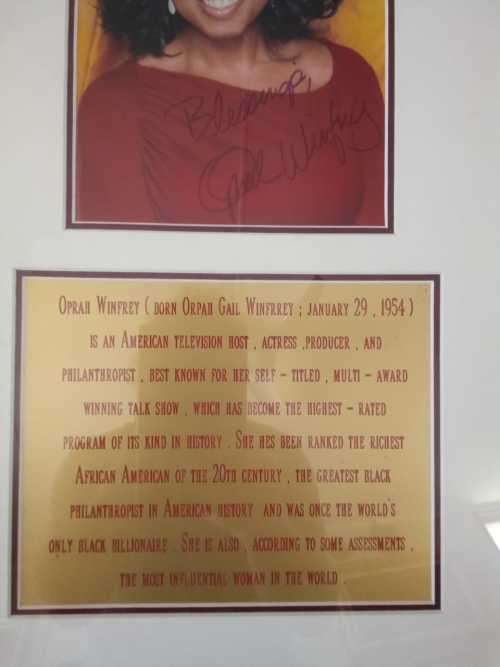 Blessings,
Oprah Winfrey
OPRAH WINFREY ( BORN ORPAH GAIL WINFRREY ; JANUARY 29 , 1954 )
IS AN AMERICAN TELEVISION HOST , ACTRESS ,PRODUCER , AND
PHILANTHROPIST , BEST KNOWN FOR HER SELF – TITLED , MULTI – AWARD
WINNING TALK SHOW , WHICH HAS BECOME THE HIGHEST – RATED
PROGRAM OF ITS KIND IN HISTORY . SHE HES BEEN RANKED THE RICHEST
AFRICAN AMERICAN OF THE 20TH CENTURY , THE GREATEST BLACK
PHILANTHROPIST IN AMERICAN HISTORY AND WAS ONCE THE WORLD'S
ONLY BLACK BILLIONAIRE . SHE IS ALSO , ACCORDING TO SOME ASSESSMENTS ,
THE MOST INFLUENTIAL WOMAN IN THE WORLD .